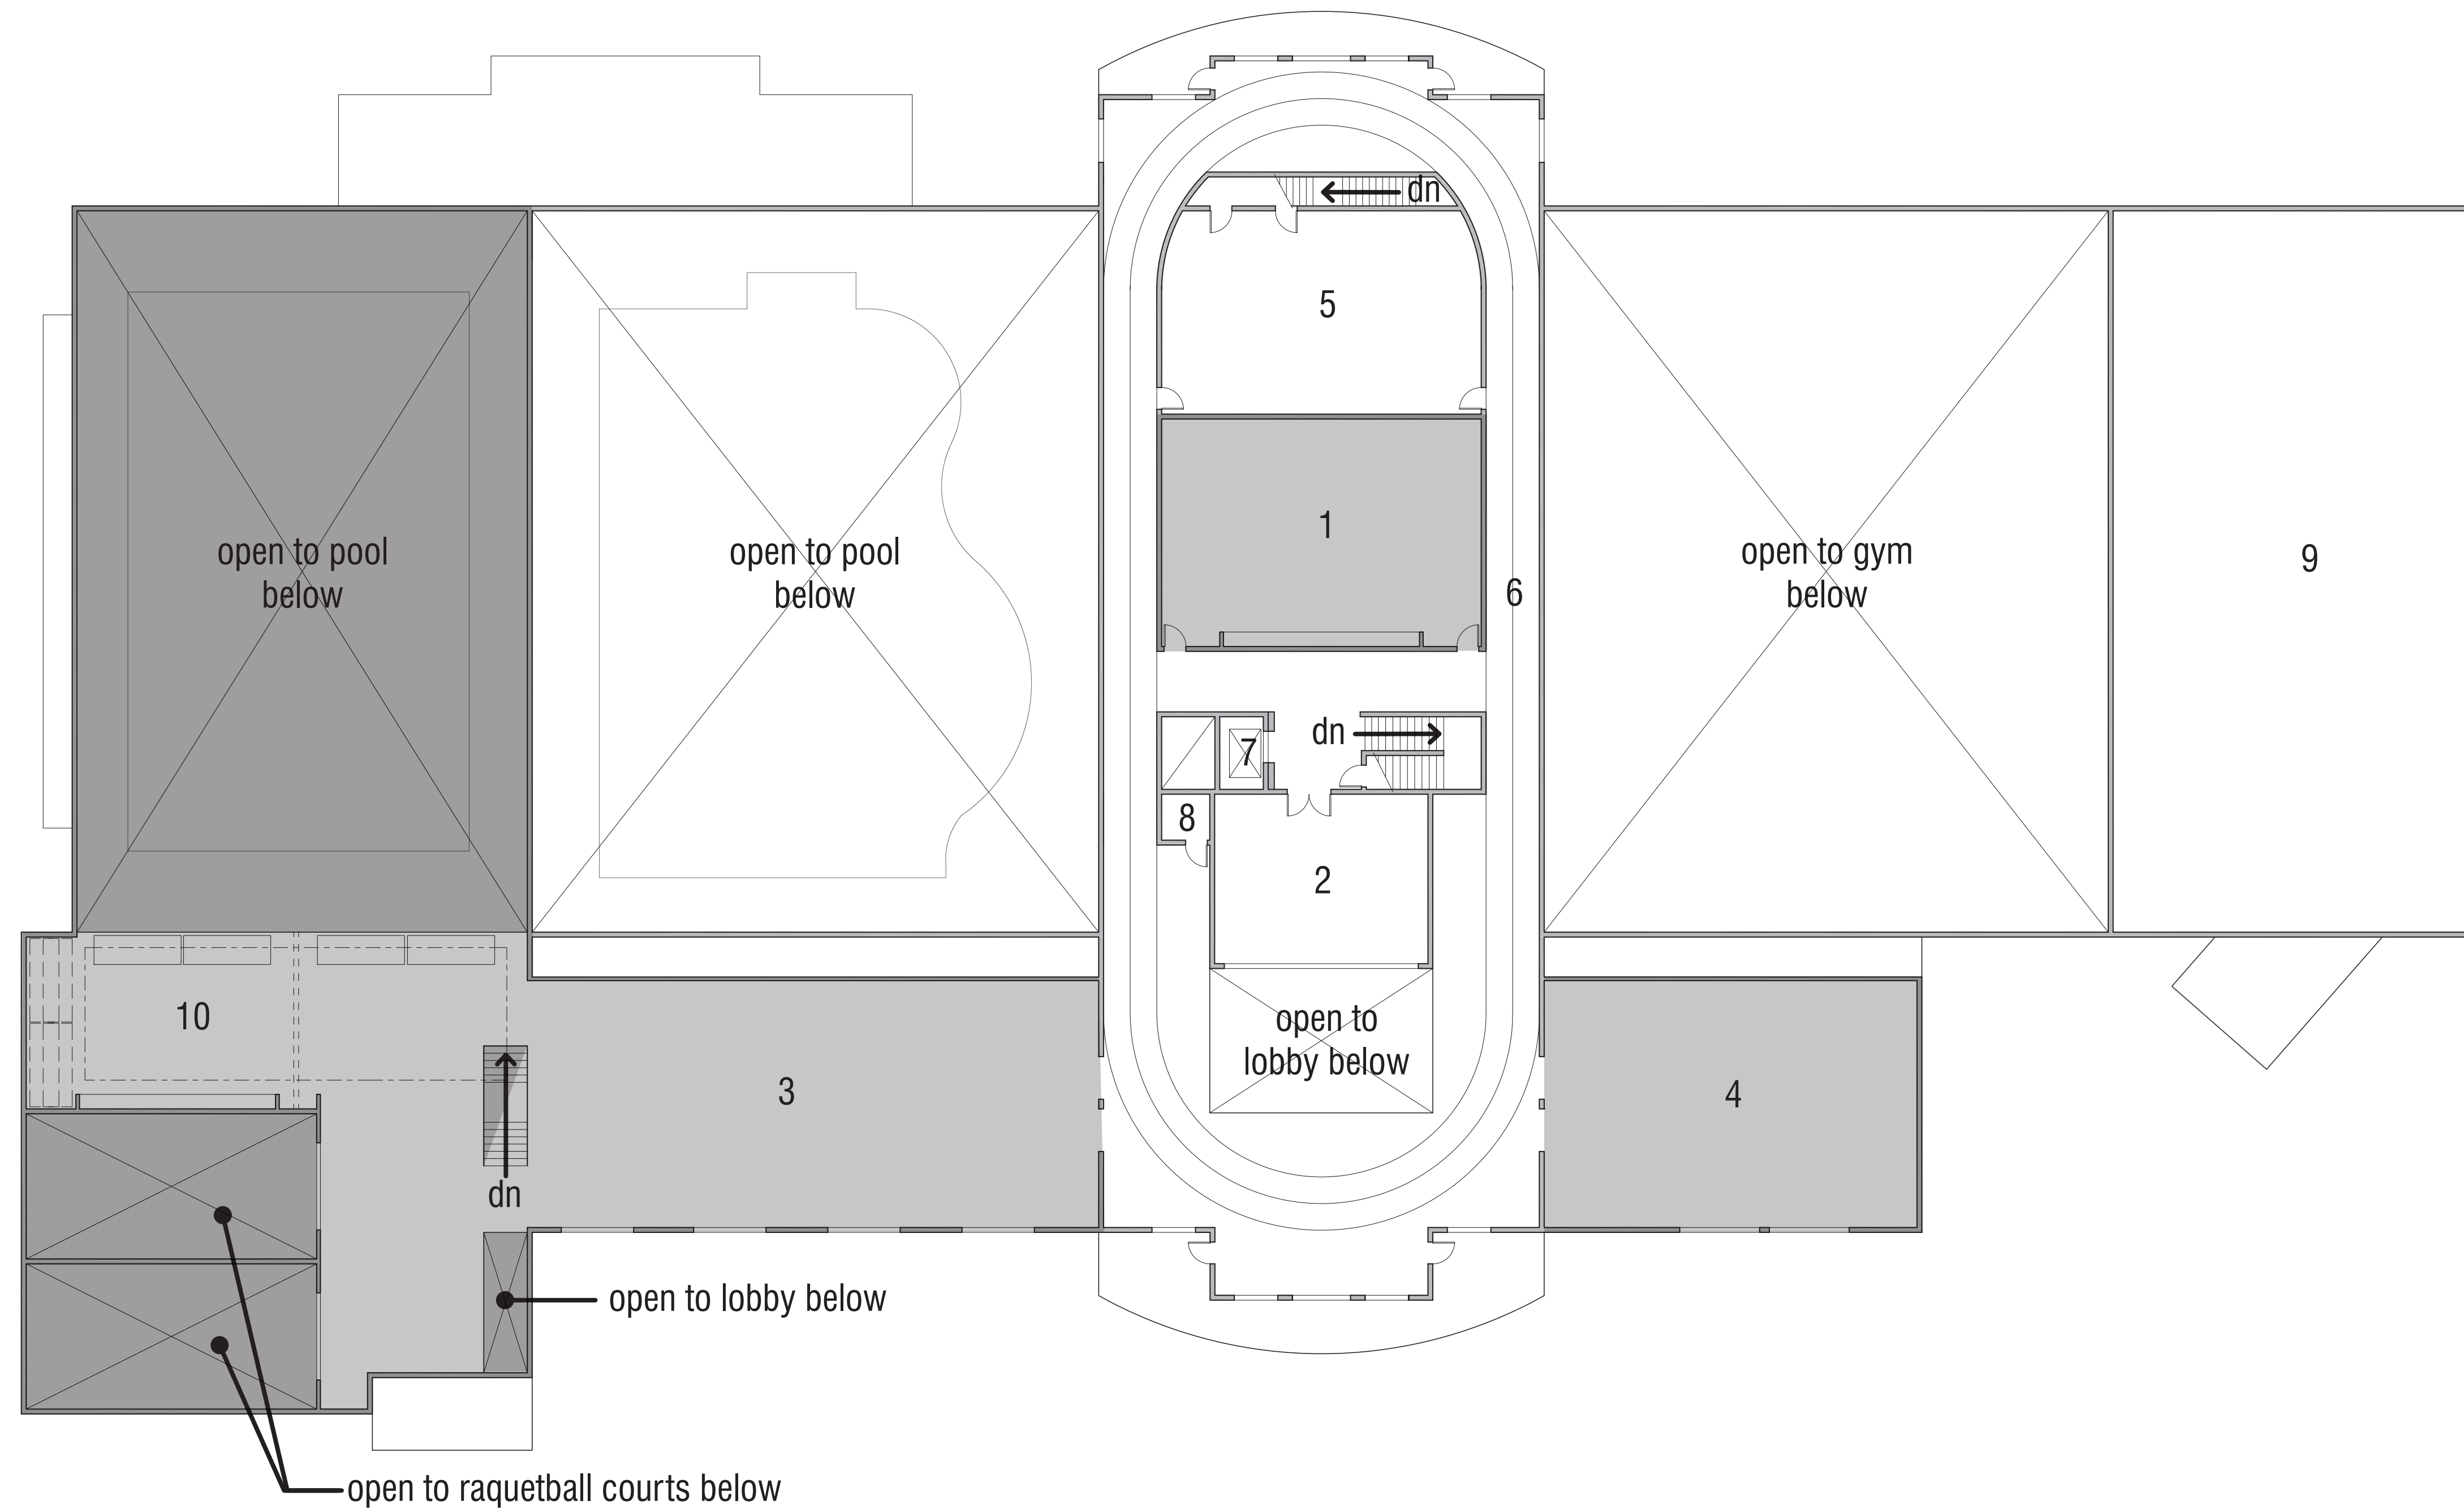 dn
5
1
open to pool
below
open to pool
below
6
open to gym
below
9
dn
7
8
2
10
open to
lobby below
3
4
dn
open to lobby below
open to raquetball courts below